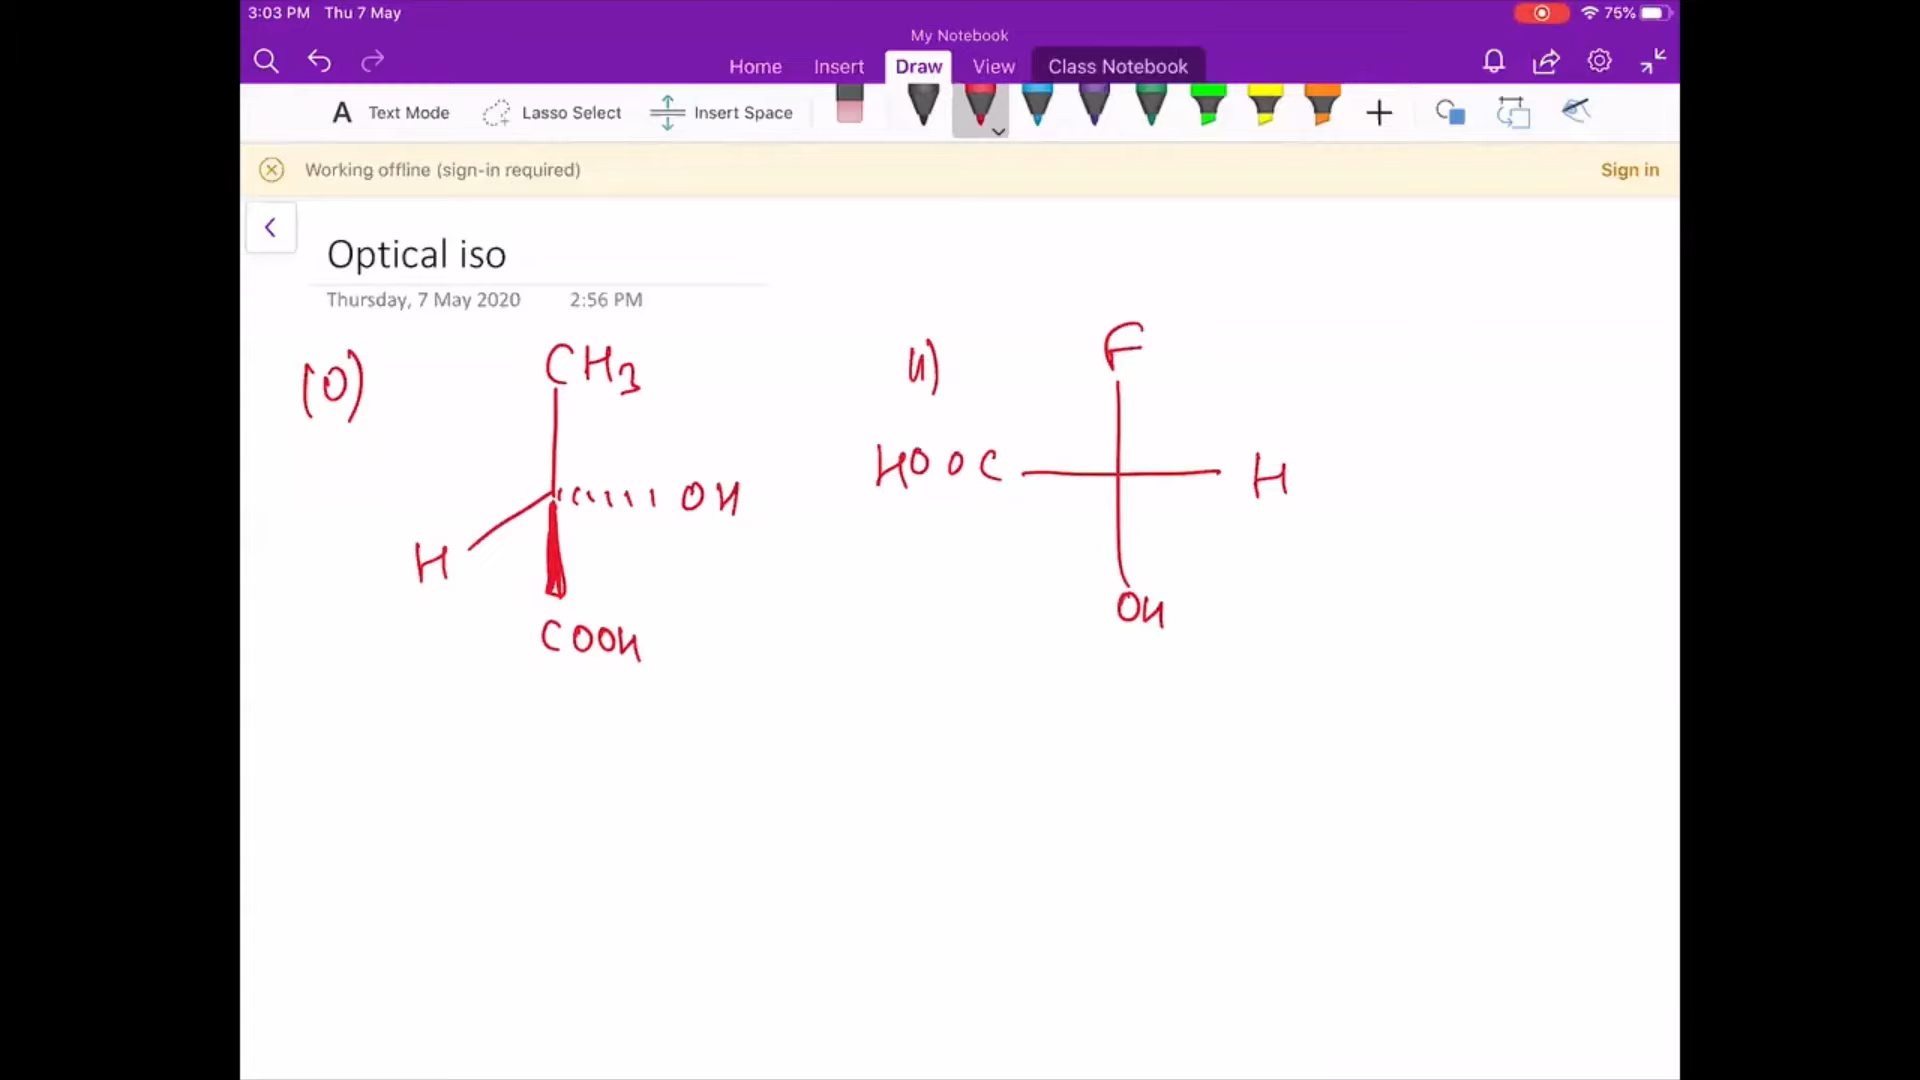 3:03 PM Thu 7 May 75%
My Notebook
Home Insert Draw View Class Notebook
A Text Mode Lasso Select Insert Space
Working offline (sign-in required) Sign in
Optical iso
Thursday, 7 May 2020 2:56 PM
(0) CH3
H OH
COOH
11) F
HOOC H
OH